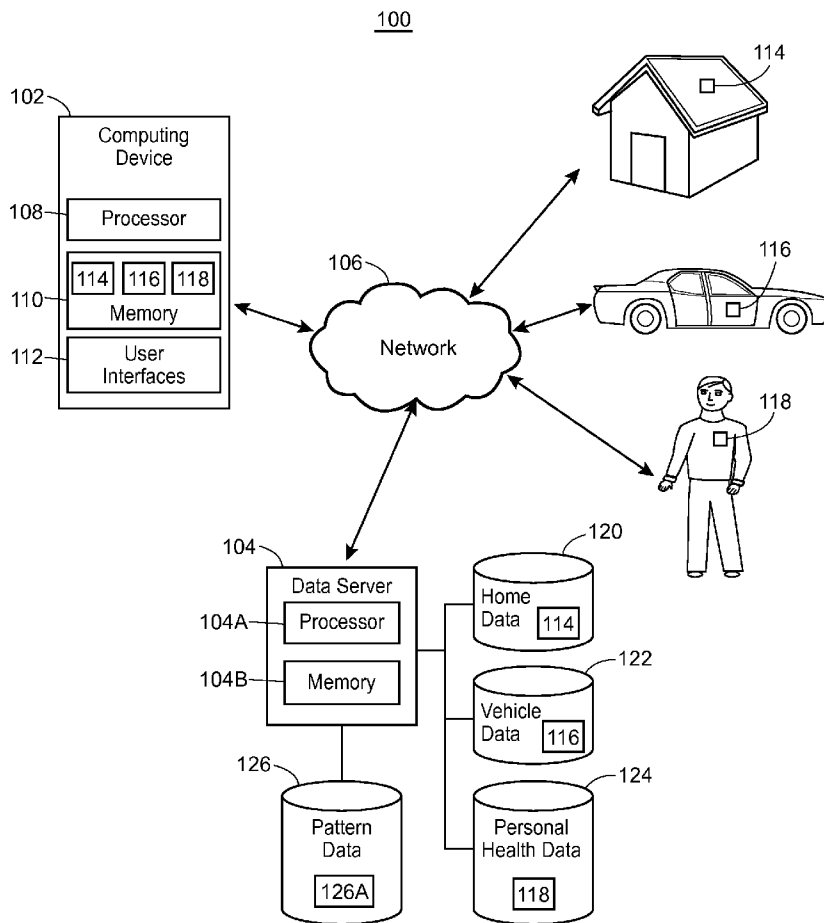 100
102
Computing
Device
108
Processor
110
114 116 118
Memory
112
User
Interfaces
106
Network
114
116
118
104
Data Server
104A
Processor
104B
Memory
120
Home
Data
114
122
Vehicle
Data
116
126
Pattern
Data
126A
124
Personal
Health Data
118